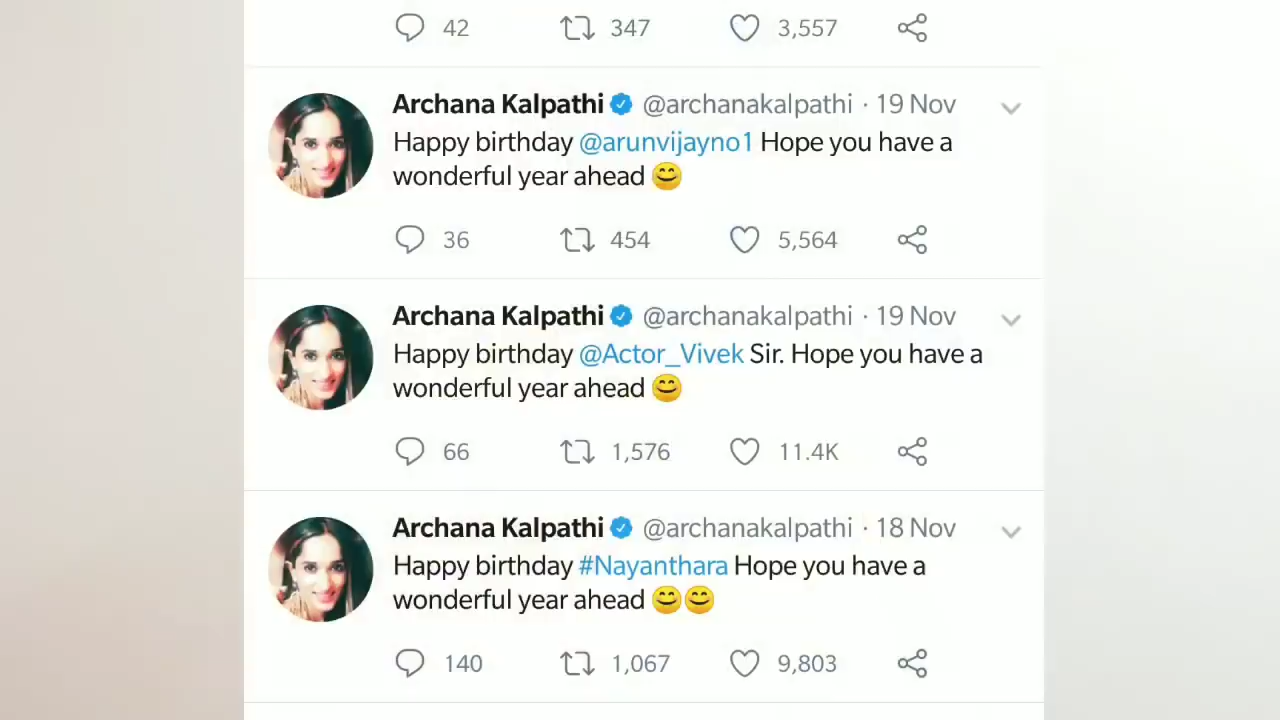 42 347 3,557
Archana Kalpathi @archanakalpathi · 19 Nov
Happy birthday @arunvijayno1 Hope you have a
wonderful year ahead 😊
36 454 5,564
Archana Kalpathi @archanakalpathi · 19 Nov
Happy birthday @Actor_Vivek Sir. Hope you have a
wonderful year ahead 😊
66 1,576 11.4K
Archana Kalpathi @archanakalpathi · 18 Nov
Happy birthday #Nayanthara Hope you have a
wonderful year ahead 😊😊
140 1,067 9,803